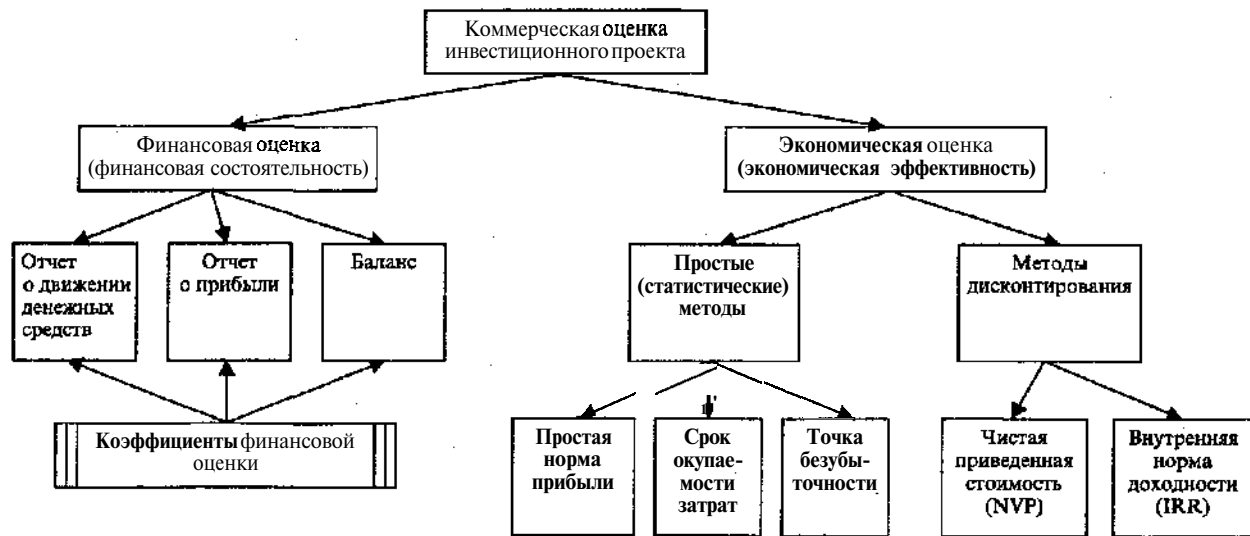 Коммерческая оценка
инвестиционного проекта
Финансовая оценка
(финансовая состоятельность)
Экономическая оценка
(экономическая эффективность)
Отчет
о движении
денежных
средств
Отчет
о прибыли
Баланс
Простые
(статистические)
методы
Методы
дисконтирования
Коэффициенты финансовой
оценки
Простая
норма
прибыли
Срок
окупае-
мости
затрат
Точка
безубы-
точности
Чистая
приведенная
стоимость
(NVP)
Внутренняя
норма
доходности
(IRR)